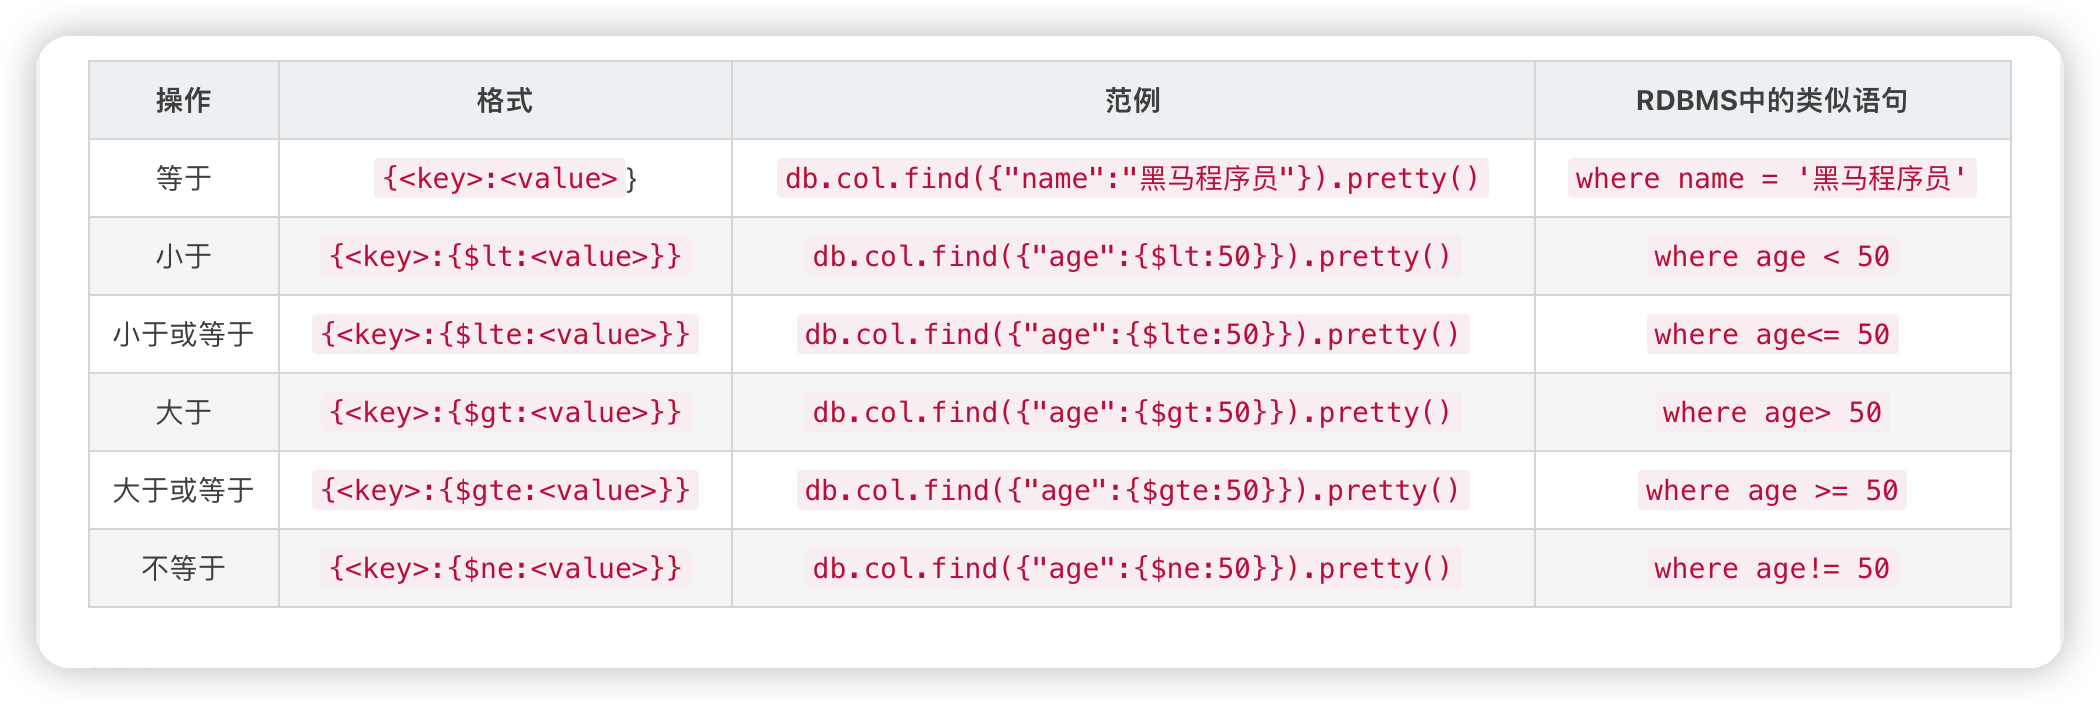 操作 格式 范例 RDBMS中的类似语句
等于 {<key>:<value>} db.col.find({"name":"黑马程序员"}).pretty() where name = '黑马程序员'
小于 {<key>:{$lt:<value>}} db.col.find({"age":{$lt:50}}).pretty() where age < 50
小于或等于 {<key>:{$lte:<value>}} db.col.find({"age":{$lte:50}}).pretty() where age<= 50
大于 {<key>:{$gt:<value>}} db.col.find({"age":{$gt:50}}).pretty() where age> 50
大于或等于 {<key>:{$gte:<value>}} db.col.find({"age":{$gte:50}}).pretty() where age >= 50
不等于 {<key>:{$ne:<value>}} db.col.find({"age":{$ne:50}}).pretty() where age!= 50